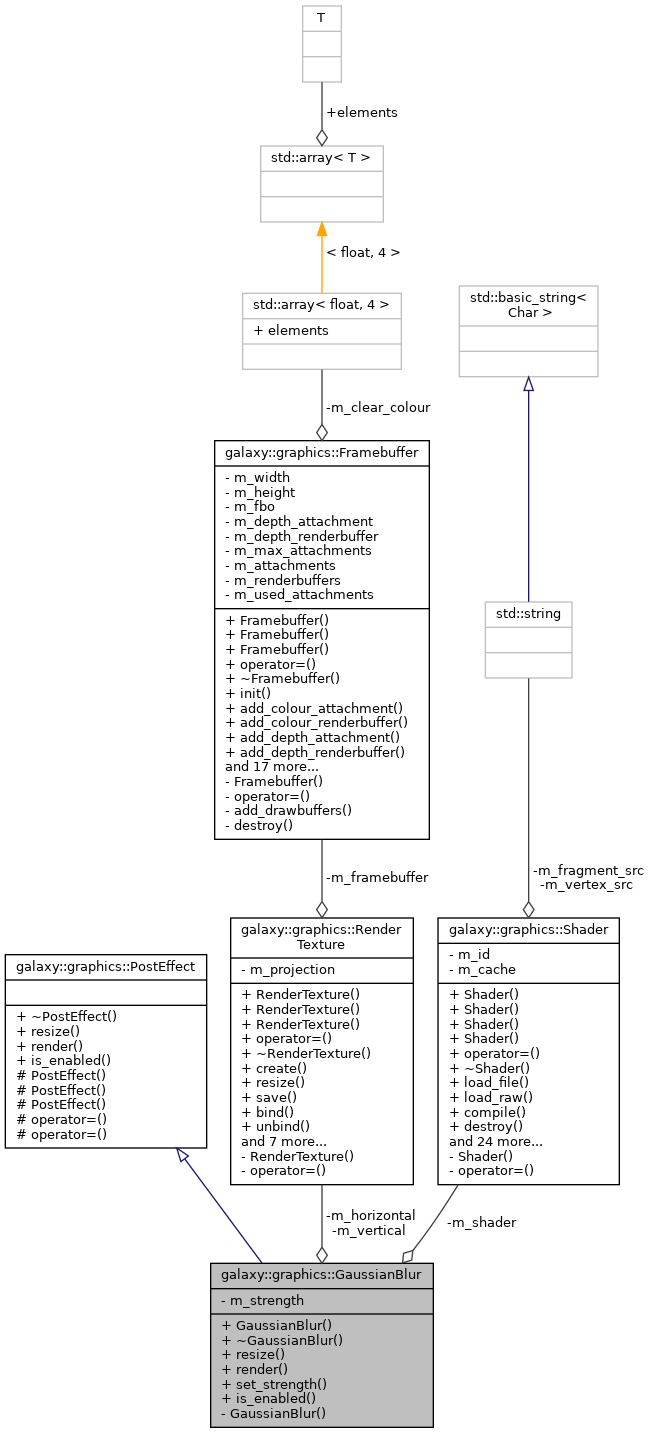 T
+elements
std::array< T >
< float, 4 >
std::array< float, 4 >
+ elements
std::basic_string<
Char >
-m_clear_colour
galaxy::graphics::Framebuffer
- m_width
- m_height
- m_fbo
- m_depth_attachment
- m_depth_renderbuffer
- m_max_attachments
- m_attachments
- m_renderbuffers
- m_used_attachments
+ Framebuffer()
+ Framebuffer()
+ Framebuffer()
+ operator=()
+ ~Framebuffer()
+ init()
+ add_colour_attachment()
+ add_colour_renderbuffer()
+ add_depth_attachment()
+ add_depth_renderbuffer()
and 17 more...
- Framebuffer()
- operator=()
- add_drawbuffers()
- destroy()
std::string
-m_framebuffer
-m_fragment_src
-m_vertex_src
galaxy::graphics::PostEffect
+ ~PostEffect()
+ resize()
+ render()
+ is_enabled()
# PostEffect()
# PostEffect()
# PostEffect()
# operator=()
# operator=()
galaxy::graphics::Render
Texture
- m_projection
+ RenderTexture()
+ RenderTexture()
+ RenderTexture()
+ operator=()
+ ~RenderTexture()
+ create()
+ resize()
+ save()
+ bind()
+ unbind()
and 7 more...
- RenderTexture()
- operator=()
galaxy::graphics::Shader
- m_id
- m_cache
+ Shader()
+ Shader()
+ Shader()
+ Shader()
+ operator=()
+ ~Shader()
+ load_file()
+ load_raw()
+ compile()
+ destroy()
and 24 more...
- Shader()
- operator=()
-m_horizontal
-m_vertical
-m_shader
galaxy::graphics::GaussianBlur
- m_strength
+ GaussianBlur()
+ ~GaussianBlur()
+ resize()
+ render()
+ set_strength()
+ is_enabled()
- GaussianBlur()